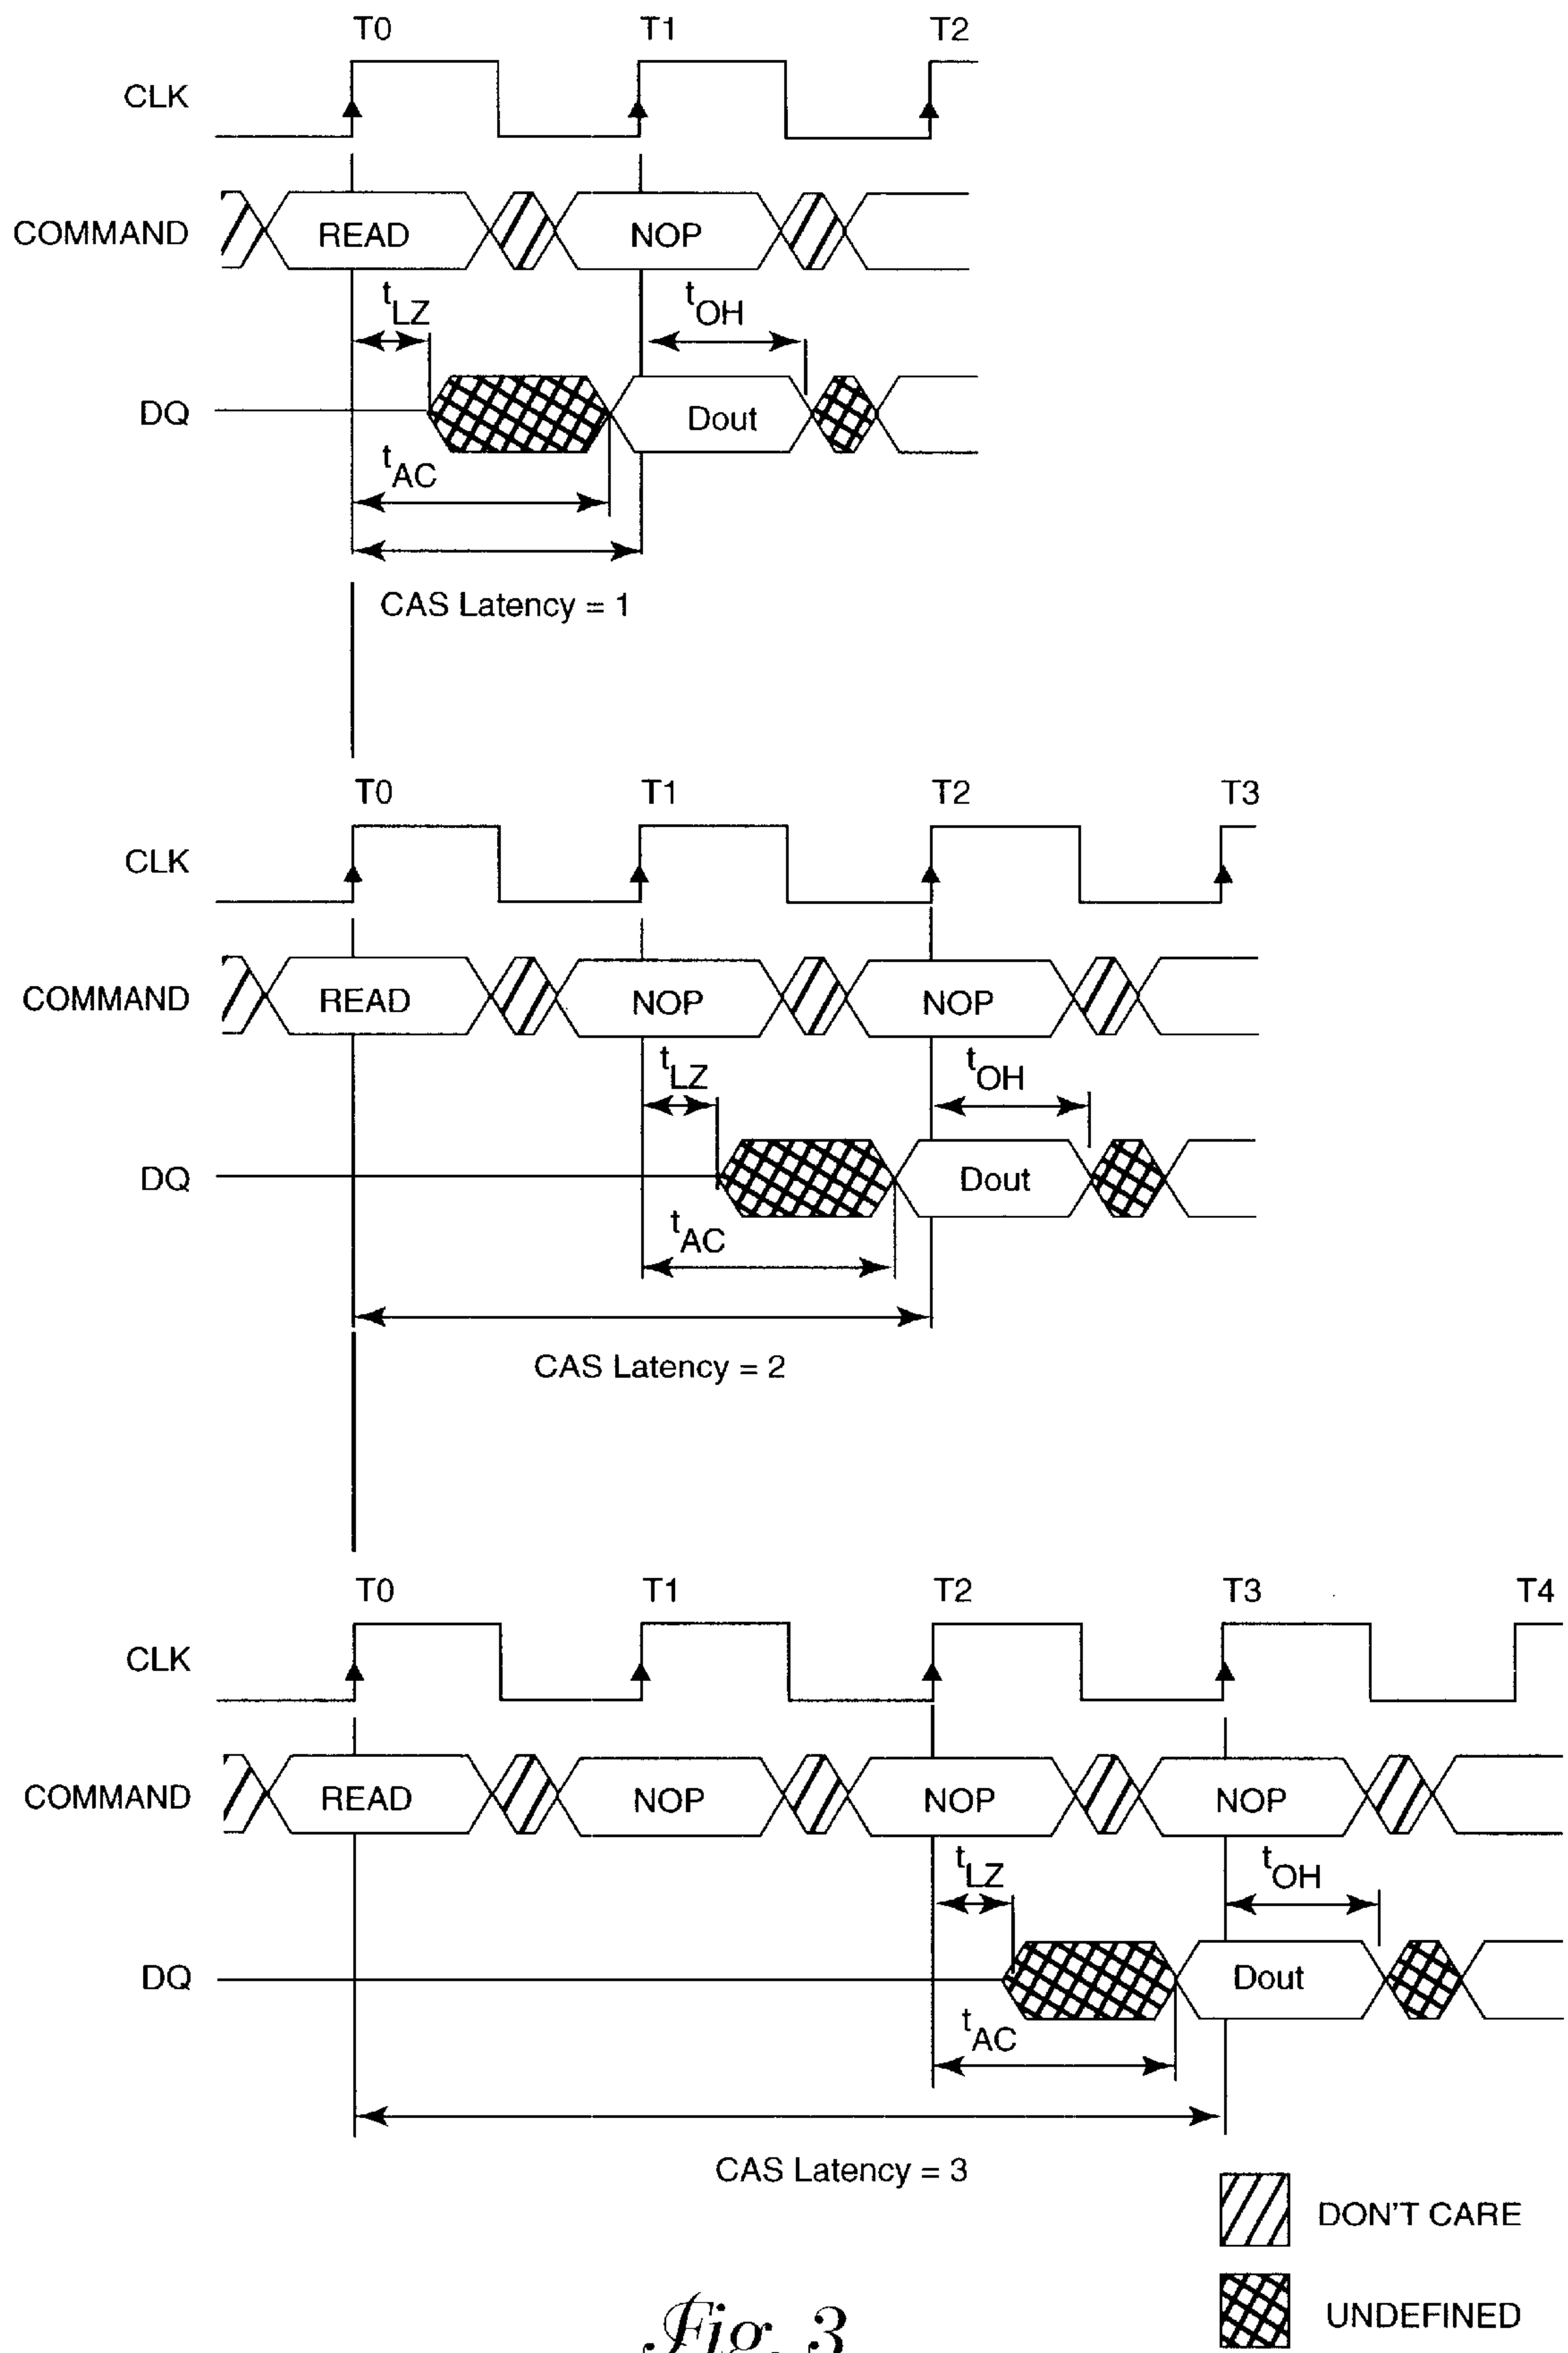 T0 T1 T2
CLK
COMMAND READ NOP
tLZ tOH
DQ Dout
tAC
CAS Latency = 1
T0 T1 T2 T3
CLK
COMMAND READ NOP NOP
tLZ tOH
DQ Dout
tAC
CAS Latency = 2
T0 T1 T2 T3 T4
CLK
COMMAND READ NOP NOP NOP
tLZ tOH
DQ Dout
tAC
CAS Latency = 3
DON'T CARE
UNDEFINED
Fig. 3